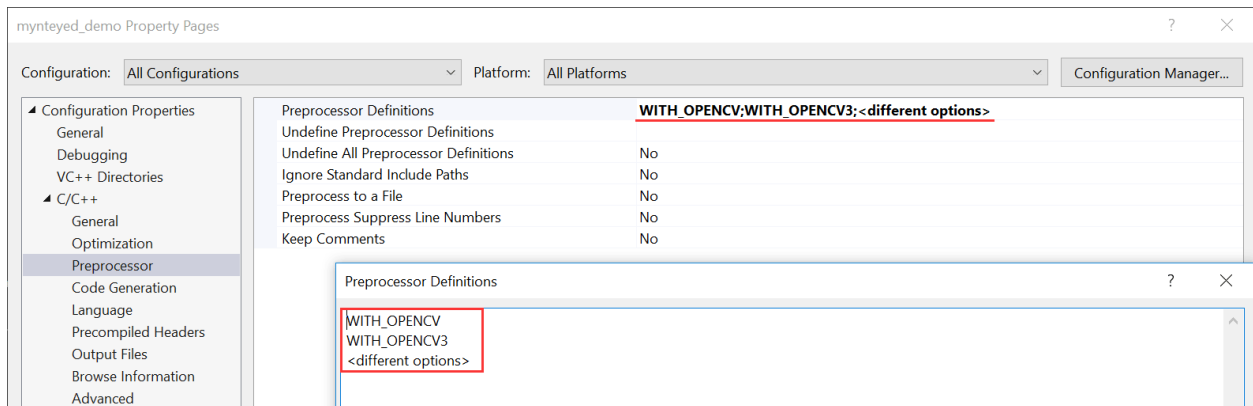 mynteyed_demo Property Pages
Configuration: All Configurations Platform: All Platforms Configuration Manager...
Configuration Properties
General
Debugging
VC++ Directories
C/C++
General
Optimization
Preprocessor
Code Generation
Language
Precompiled Headers
Output Files
Browse Information
Advanced
Preprocessor Definitions WITH_OPENCV;WITH_OPENCV3;<different options>
Undefine Preprocessor Definitions
Undefine All Preprocessor Definitions No
Ignore Standard Include Paths No
Preprocess to a File No
Preprocess Suppress Line Numbers No
Keep Comments No
Preprocessor Definitions
WITH_OPENCV
WITH_OPENCV3
<different options>